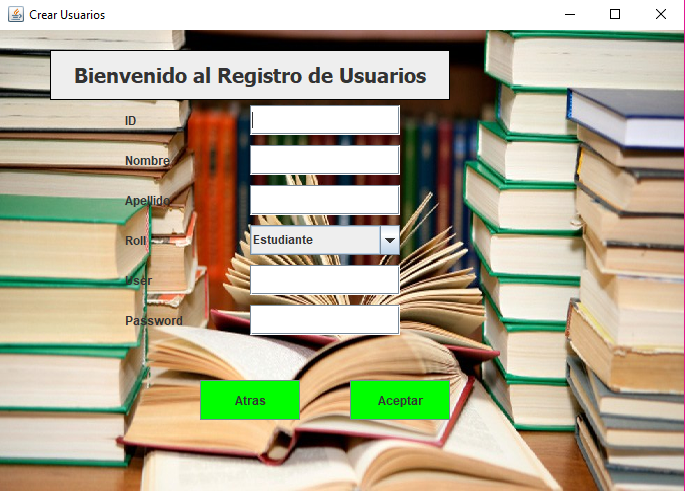 Crear Usuarios
Bienvenido al Registro de Usuarios
ID
Nombre
Apellido
Roll
Estudiante
User
Password
Atras
Aceptar